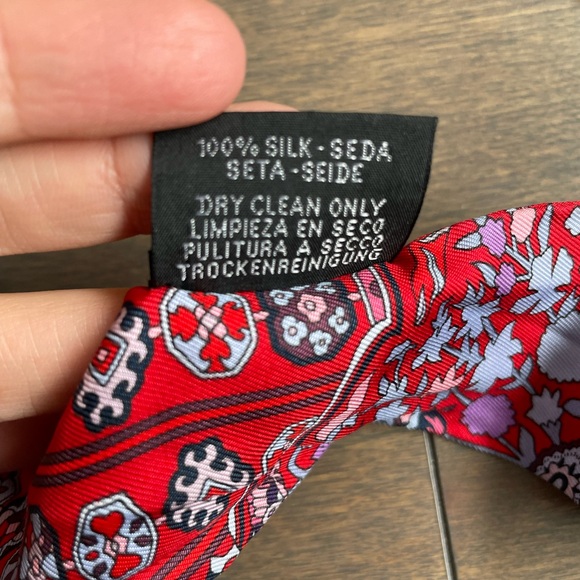 100% SILK - SEDA
SETA - SEIDE
DRY CLEAN ONLY
LIMPIEZA EN SECO
PULITURA A SECCO
TROCKENREINIGUNG